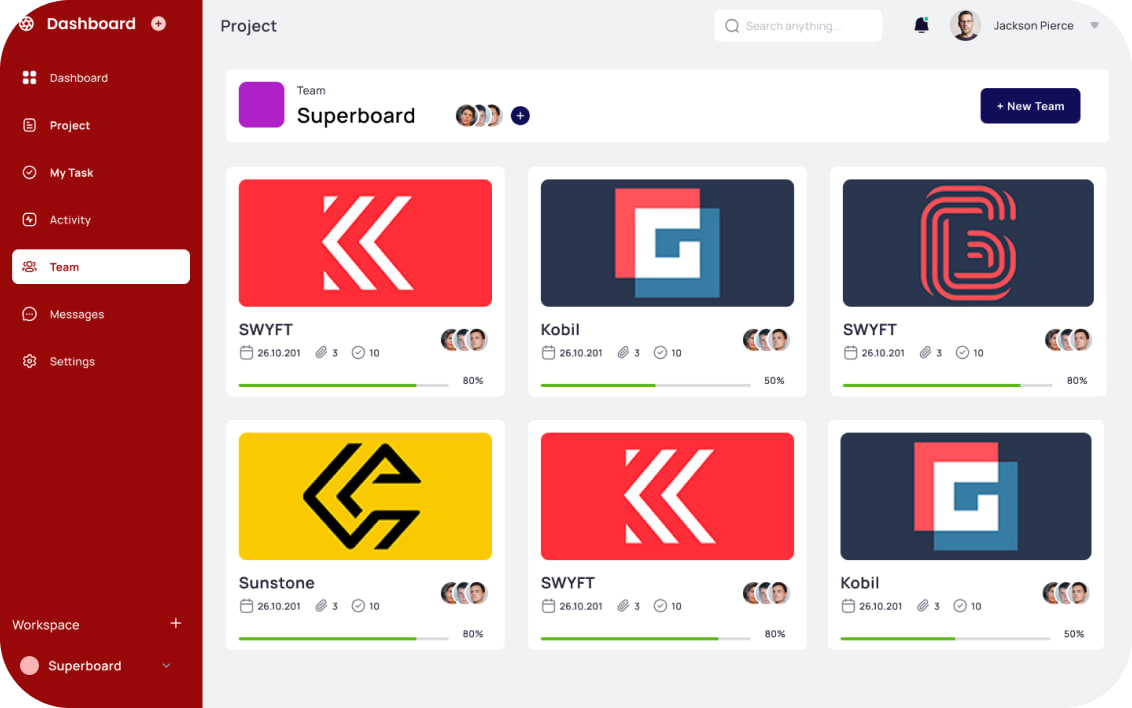 Dashboard
Dashboard
Project
My Task
Activity
Team
Messages
Settings
Workspace
Superboard
Project
Search anything...
Jackson Pierce
Team
Superboard
+ New Team
SWYFT
26.10.201 3 10
80%
Kobil
26.10.201 3 10
50%
SWYFT
26.10.201 3 10
80%
Sunstone
26.10.201 3 10
80%
SWYFT
26.10.201 3 10
80%
Kobil
26.10.201 3 10
50%